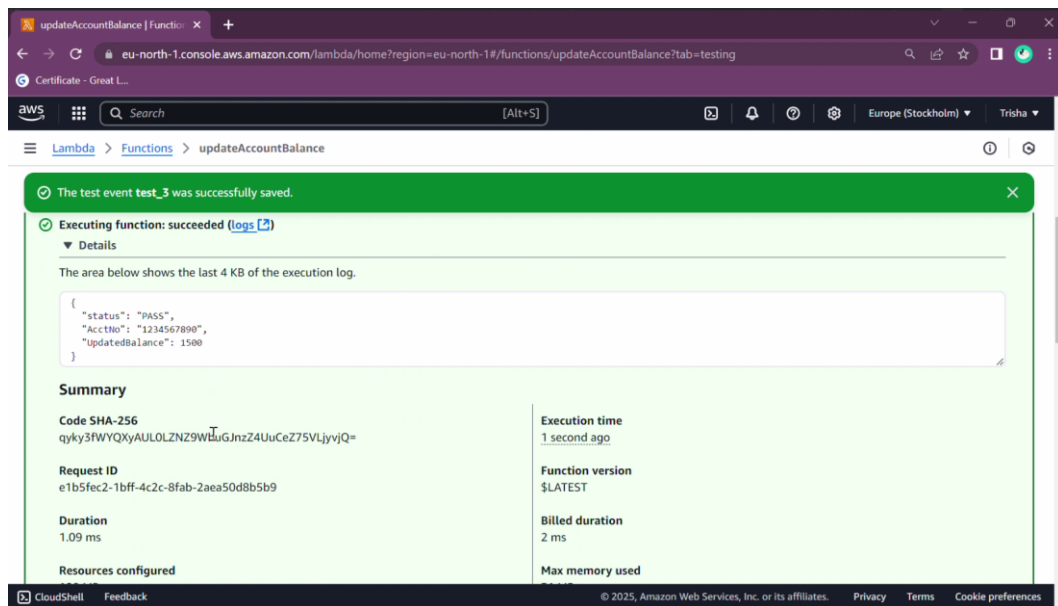 updateAccountBalance | Function
eu-north-1.console.aws.amazon.com/lambda/home?region=eu-north-1#/functions/updateAccountBalance?tab=testing
Certificate - Great L...
aws Search [Alt+S] Europe (Stockholm) Trisha
Lambda > Functions > updateAccountBalance
The test event test_3 was successfully saved.
Executing function: succeeded (logs)
Details
The area below shows the last 4 KB of the execution log.
{
"status": "PASS",
"AcctNo": "1234567890",
"UpdatedBalance": 1500
}
Summary
Code SHA-256
Execution time
1 second ago
Request ID
e1b5fec2-1bff-4c2c-8fab-2aea50d8b5b9
Function version
$LATEST
Duration
1.09 ms
Billed duration
2 ms
Resources configured
Max memory used
CloudShell Feedback © 2025, Amazon Web Services, Inc. or its affiliates. Privacy Terms Cookie preferences